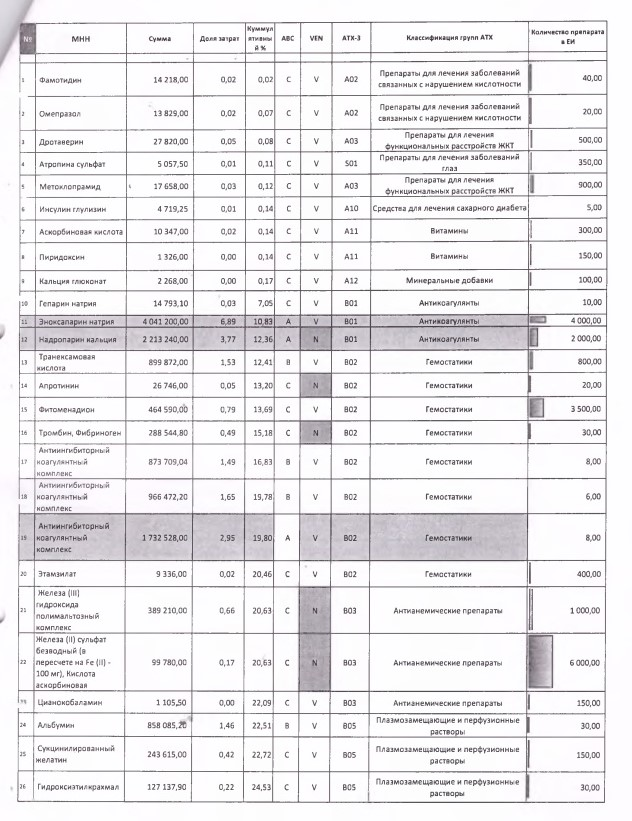 № МНН Сумма Доля затрат Куммулятивный % ABC VEN АТХ-3 Классификация групп АТХ Количество препарата в ЕИ
1 Фамотидин 14 218,00 0,02 0,02 C V A02 Препараты для лечения заболеваний связанных с нарушением кислотности 40,00
2 Омепразол 13 829,00 0,02 0,07 C V A02 Препараты для лечения заболеваний связанных с нарушением кислотности 20,00
3 Дротаверин 27 820,00 0,05 0,08 C V A03 Препараты для лечения функциональных расстройств ЖКТ 500,00
4 Атропина сульфат 5 057,50 0,01 0,11 C V S01 Препараты для лечения заболеваний глаз 350,00
5 Метоклопрамид 17 658,00 0,03 0,12 C V A03 Препараты для лечения функциональных расстройств ЖКТ 900,00
6 Инсулин глулизин 4 719,25 0,01 0,14 C V A10 Средства для лечения сахарного диабета 5,00
7 Аскорбиновая кислота 10 347,00 0,02 0,14 C V A11 Витамины 300,00
8 Пиридоксин 1 326,00 0,00 0,14 C V A11 Витамины 150,00
9 Кальция глюконат 2 268,00 0,00 0,17 C V A12 Минеральные добавки 100,00
10 Гепарин натрия 14 793,10 0,03 7,05 C V B01 Антикоагулянты 10,00
11 Эноксапарин натрия 4 041 200,00 6,89 10,83 A V B01 Антикоагулянты 4 000,00
12 Надропарин кальция 2 213 240,00 3,77 12,36 A N B01 Антикоагулянты 2 000,00
13 Транексамовая кислота 899 872,00 1,53 12,41 B V B02 Гемостатики 800,00
14 Апротинин 26 746,00 0,05 13,20 C N B02 Гемостатики 20,00
15 Фитоменадион 464 590,00 0,79 13,69 C V B02 Гемостатики 3 500,00
16 Тромбин, Фибриноген 288 544,80 0,49 15,18 C N B02 Гемостатики 30,00
17 Антиингибиторный коагулянтный комплекс 873 709,04 1,49 16,83 B V B02 Гемостатики 8,00
18 Антиингибиторный коагулянтный комплекс 966 472,20 1,65 19,78 B V B02 Гемостатики 6,00
19 Антиингибиторный коагулянтный комплекс 1 732 528,00 2,95 19,80 A V B02 Гемостатики 8,00
20 Этамзилат 9 336,00 0,02 20,46 C V B02 Гемостатики 400,00
21 Железа (III) гидроксида полимальтозный комплекс 389 210,00 0,66 20,63 C N B03 Антианемические препараты 1 000,00
22 Железа (II) сульфат безводный (в пересчете на Fe (II) - 100 мг), Кислота аскорбиновая 99 780,00 0,17 20,63 C N B03 Антианемические препараты 6 000,00
23 Цианокобаламин 1 105,50 0,00 22,09 C V B03 Антианемические препараты 150,00
24 Альбумин 858 085,20 1,46 22,51 B V B05 Плазмозамещающие и перфузионные растворы 30,00
25 Сукцинилированный желатин 243 615,00 0,42 22,72 C V B05 Плазмозамещающие и перфузионные растворы 150,00
26 Гидроксиэтилкрахмал 127 137,90 0,22 24,53 C V B05 Плазмозамещающие и перфузионные растворы 30,00